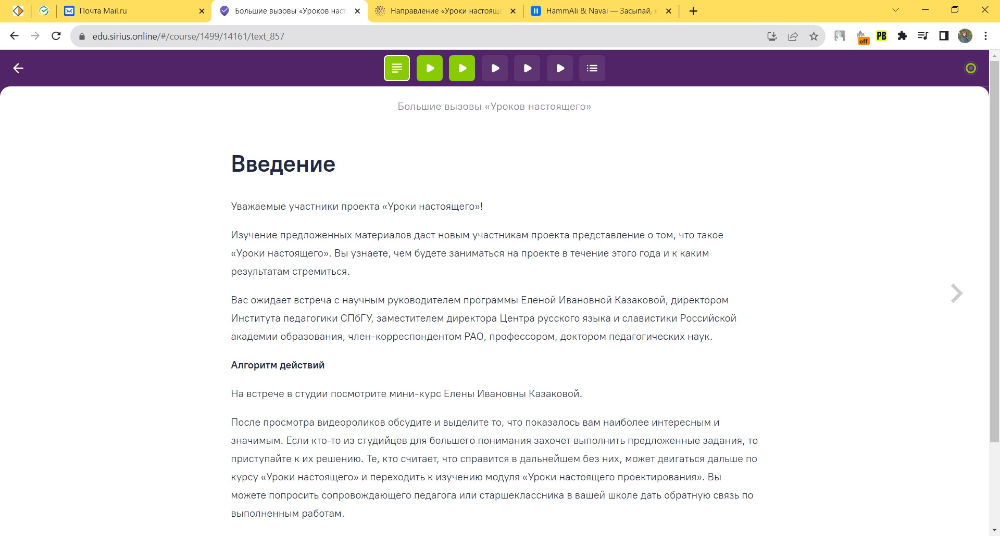 Почта Mail.ru
Большие вызовы «Уроков наст
Направление «Уроки настояще
HammAli & Navai — Засыпай, к
edu.sirius.online/#/course/1499/14161/text_857
off
PB
Большие вызовы «Уроков настоящего»
Введение
Уважаемые участники проекта «Уроки настоящего»!
Изучение предложенных материалов даст новым участникам проекта представление о том, что такое
«Уроки настоящего». Вы узнаете, чем будете заниматься на проекте в течение этого года и к каким
результатам стремиться.
Вас ожидает встреча с научным руководителем программы Еленой Ивановной Казаковой, директором
Института педагогики СПбГУ, заместителем директора Центра русского языка и славистики Российской
академии образования, член-корреспондентом РАО, профессором, доктором педагогических наук.
Алгоритм действий
На встрече в студии посмотрите мини-курс Елены Ивановны Казаковой.
После просмотра видеороликов обсудите и выделите то, что показалось вам наиболее интересным и
значимым. Если кто-то из студийцев для большего понимания захочет выполнить предложенные задания, то
приступайте к их решению. Те, кто считает, что справится в дальнейшем без них, может двигаться дальше по
курсу «Уроки настоящего» и переходить к изучению модуля «Уроки настоящего проектирования». Вы
можете попросить сопровождающего педагога или старшеклассника в вашей школе дать обратную связь по
выполненным работам.